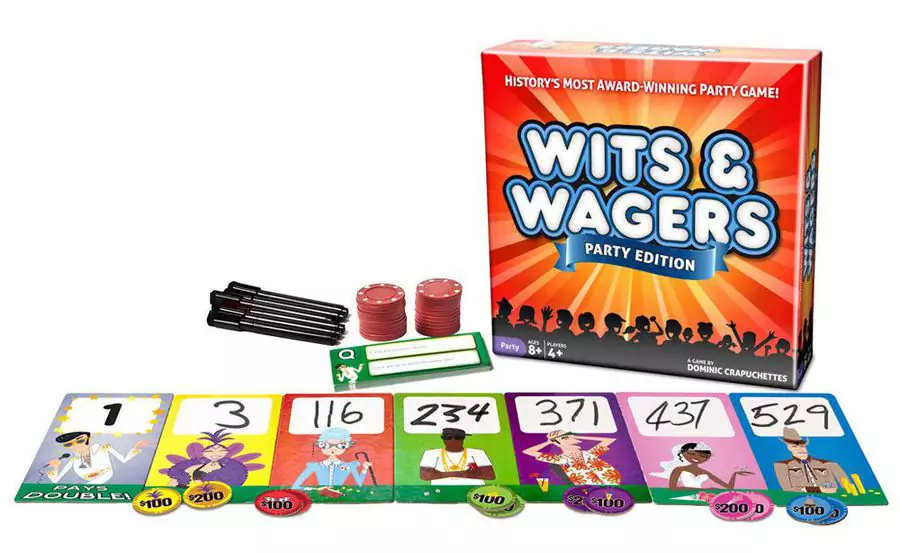 HISTORY'S MOST AWARD-WINNING PARTY GAME!
WITS &
WAGERS
PARTY EDITION
Party
AGES
8+
PLAYERS
4+
A GAME BY
DOMINIC CRAPUCHETTES
Q
1
3
116
234
371
437
529
PAYS
DOUBLE!
$100
$200
$100
$100
$100
$200
$100